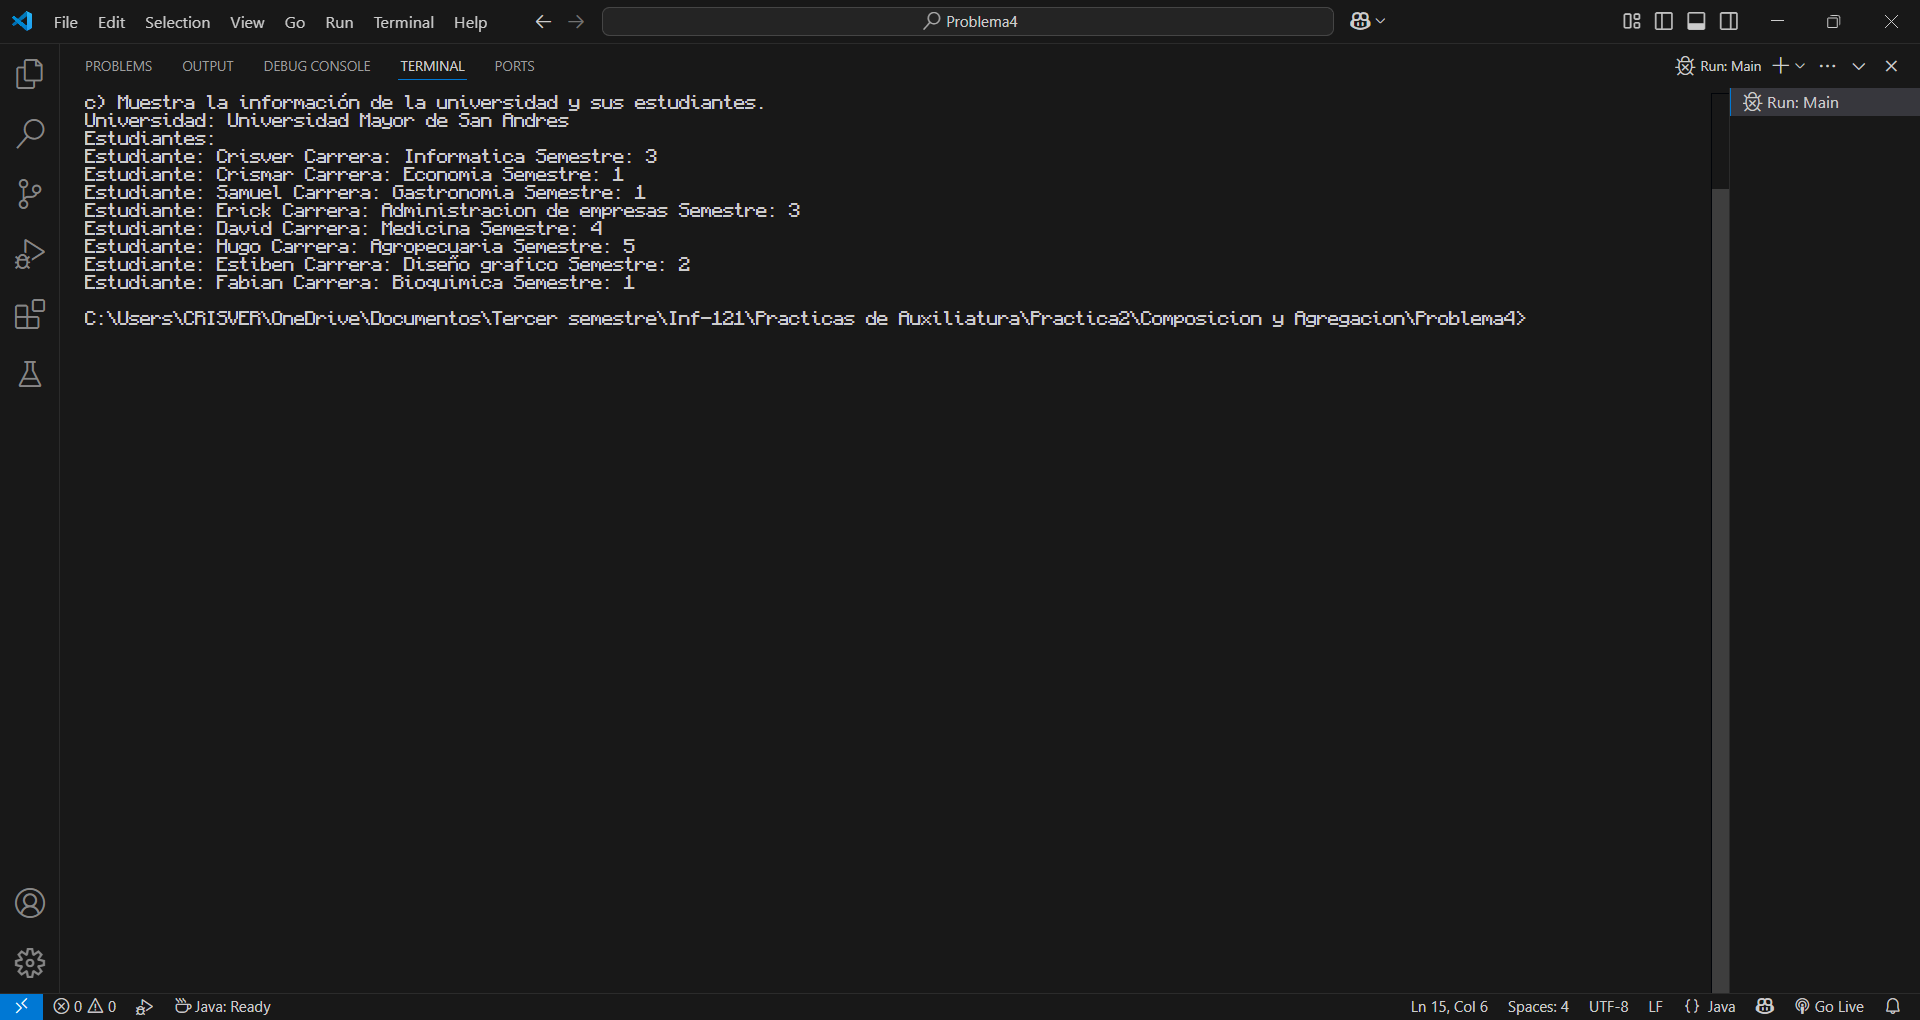 File Edit Selection View Go Run Terminal Help
Problema4
PROBLEMS OUTPUT DEBUG CONSOLE TERMINAL PORTS
Run: Main
Run: Main
c) Muestra la información de la universidad y sus estudiantes.
Universidad: Universidad Mayor de San Andres
Estudiantes:
Estudiante: Crisver Carrera: Informatica Semestre: 3
Estudiante: Crismar Carrera: Economia Semestre: 1
Estudiante: Samuel Carrera: Gastronomia Semestre: 1
Estudiante: Erick Carrera: Administracion de empresas Semestre: 3
Estudiante: David Carrera: Medicina Semestre: 4
Estudiante: Hugo Carrera: Agropecuaria Semestre: 5
Estudiante: Estiben Carrera: Diseño grafico Semestre: 2
Estudiante: Fabian Carrera: Bioquimica Semestre: 1
C:\Users\CRISVER\OneDrive\Documentos\Tercer semestre\Inf-121\Practicas de Auxiliatura\Practica2\Composicion y Agregacion\Problema4>
0 0 Java: Ready Ln 15, Col 6 Spaces: 4 UTF-8 LF {} Java Go Live